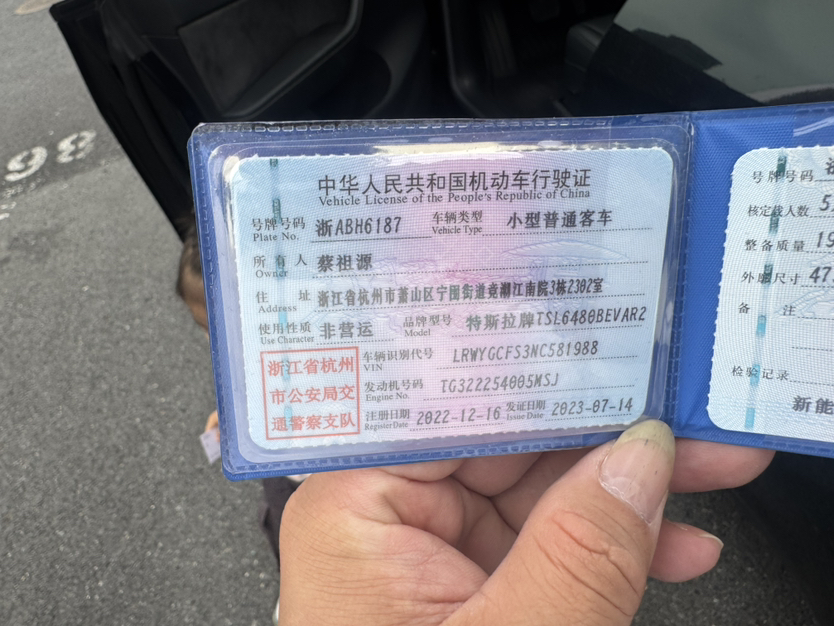 98
中华人民共和国机动车行驶证
Vehicle License of the People's Republic of China
号牌号码 浙ABH6187 车辆类型 小型普通客车
Plate No. Vehicle Type
所有人 蔡祖源
Owner
住址 浙江省杭州市萧山区宁围街道竟潮江南院3栋2302室
Address
使用性质 非营运 品牌型号 特斯拉牌TSL6480BEVAR2
Use Character Model
浙江省杭州
市公安局交
通警察支队
车辆识别代号 LRWYGCFS3NC581988
VIN
发动机号码 TG322254005MSJ
Engine No.
注册日期 2022-12-16 发证日期 2023-07-14
Register Date Issue Date
号牌号码
核定载人数 5
整备质量 19
外廓尺寸 47
备注
检验记录
新能